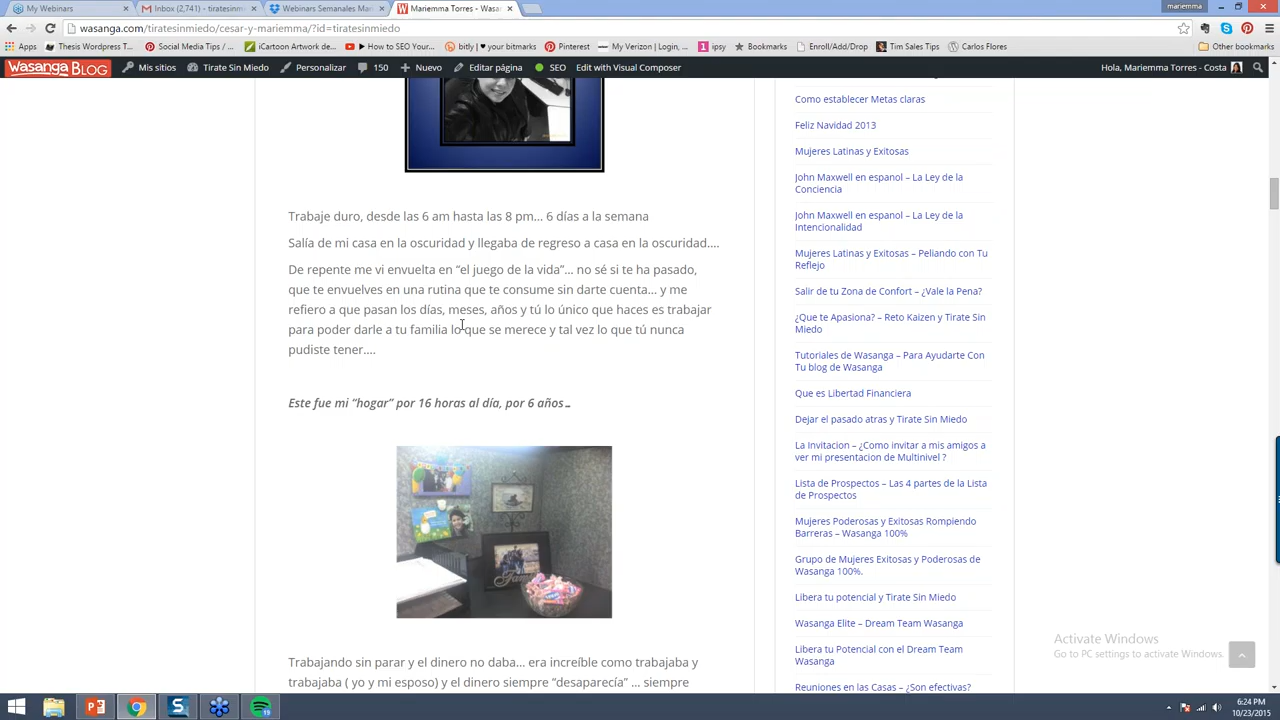 My Webinars
Inbox (2,741) - tiratesinmi
Webinars Semanales Mar
Mariemma Torres - Wasan
mariemma
wasanga.com/tiratesinmiedo/cesar-y-mariemma/?id=tiratesinmiedo
Apps
Thesis Wordpress T...
Social Media Tips / ...
iCartoon Artwork de...
How to SEO Your...
bitly | ♥ your bitmarks
Pinterest
My Verizon | Login, ...
ipsy
Bookmarks
Enroll/Add/Drop
Tim Sales Tips
Carlos Flores
Other bookmarks
WASANGA BLOG
Mis sitios
Tirate Sin Miedo
Personalizar
150
Nuevo
Editar página
SEO
Edit with Visual Composer
Hola, Mariemma Torres - Costa
Trabaje duro, desde las 6 am hasta las 8 pm… 6 días a la semana
Salía de mi casa en la oscuridad y llegaba de regreso a casa en la oscuridad….
De repente me vi envuelta en “el juego de la vida”… no sé si te ha pasado,
que te envuelves en una rutina que te consume sin darte cuenta… y me
refiero a que pasan los días, meses, años y tú lo único que haces es trabajar
para poder darle a tu familia lo que se merece y tal vez lo que tú nunca
pudiste tener….
Este fue mi “hogar” por 16 horas al día, por 6 años…
Trabajando sin parar y el dinero no daba… era increíble como trabajaba y
trabajaba ( yo y mi esposo) y el dinero siempre “desaparecía” … siempre
Como establecer Metas claras
Feliz Navidad 2013
Mujeres Latinas y Exitosas
John Maxwell en espanol – La Ley de la
Conciencia
John Maxwell en espanol – La Ley de la
Intencionalidad
Mujeres Latinas y Exitosas – Peliando con Tu
Reflejo
Salir de tu Zona de Confort – ¿Vale la Pena?
¿Que te Apasiona? – Reto Kaizen y Tirate Sin
Miedo
Tutoriales de Wasanga – Para Ayudarte Con
Tu blog de Wasanga
Que es Libertad Financiera
Dejar el pasado atras y Tirate Sin Miedo
La Invitacion – ¿Como invitar a mis amigos a
ver mi presentacion de Multinivel ?
Lista de Prospectos – Las 4 partes de la Lista
de Prospectos
Mujeres Poderosas y Exitosas Rompiendo
Barreras – Wasanga 100%
Grupo de Mujeres Exitosas y Poderosas de
Wasanga 100%.
Libera tu potencial y Tirate Sin Miedo
Wasanga Elite – Dream Team Wasanga
Libera tu Potencial con el Dream Team
Wasanga
Reuniones en las Casas – ¿Son efectivas?
Activate Windows
Go to PC settings to activate Windows.
6:24 PM
10/23/2015